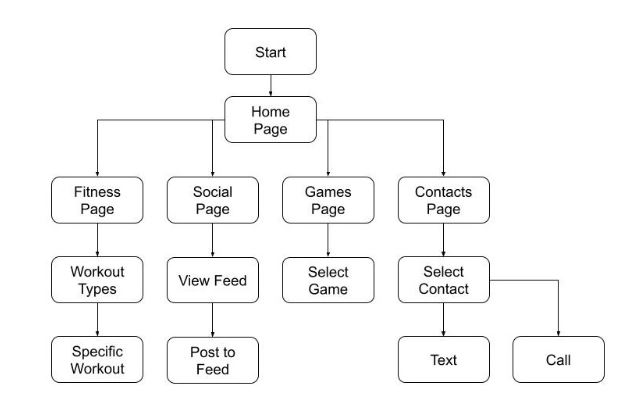 Start
Home
Page
Fitness
Page
Social
Page
Games
Page
Contacts
Page
Workout
Types
View Feed
Select
Game
Select
Contact
Specific
Workout
Post to
Feed
Text
Call